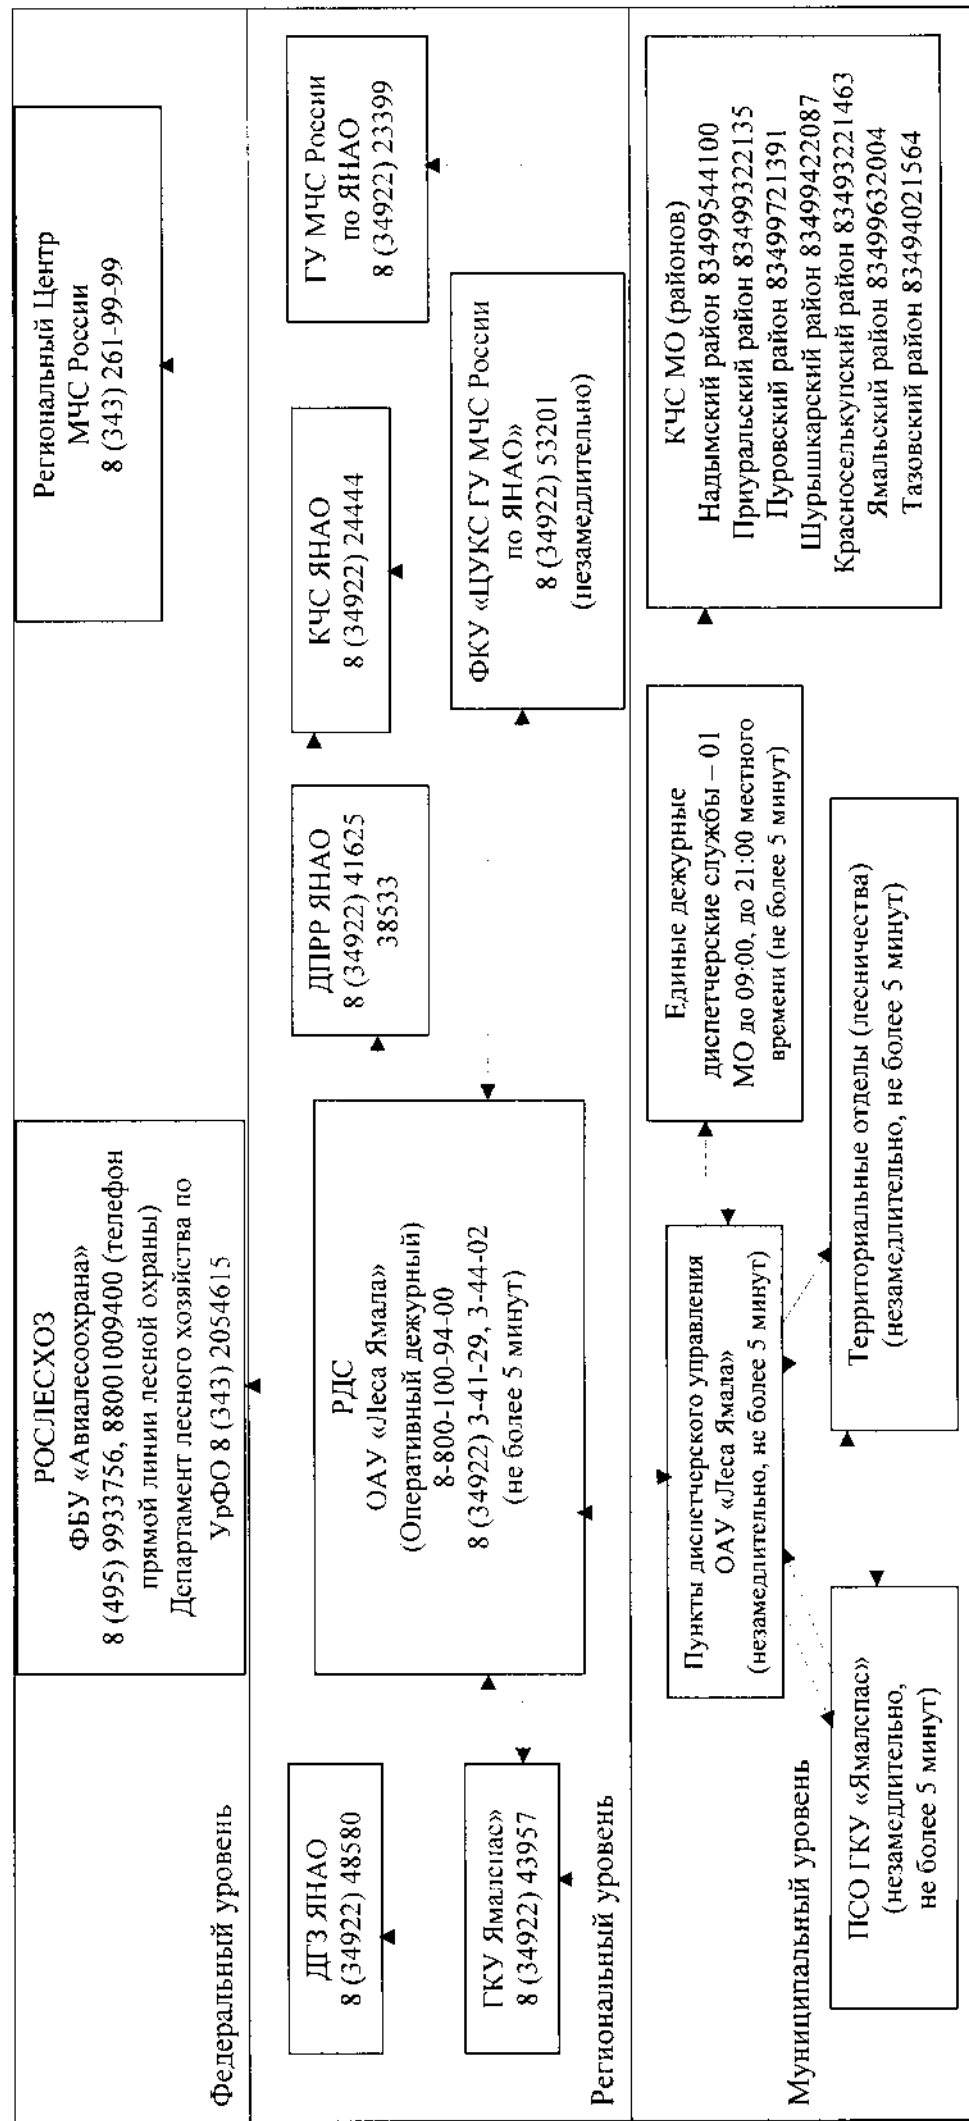 Федеральный уровень
РОСЛЕСХОЗ
ФБУ «Авиалесоохрана»
8 (495) 9933756, 88001009400 (телефон
прямой линии лесной охраны)
Департамент лесного хозяйства по
УрФО 8 (343) 2054615
Региональный Центр
МЧС России
8 (343) 261-99-99
Региональный уровень
ДГЗ ЯНАО
8 (34922) 48580
ГКУ Ямалспас»
8 (34922) 43957
РДС
ОАУ «Леса Ямала»
(Оперативный дежурный)
8-800-100-94-00
8 (34922) 3-41-29, 3-44-02
(не более 5 минут)
ДПРР ЯНАО
8 (34922) 41625
38533
КЧС ЯНАО
8 (34922) 24444
ГУ МЧС России
по ЯНАО
8 (34922) 23399
ФКУ «ЦУКС ГУ МЧС России
по ЯНАО»
8 (34922) 53201
(незамедлительно)
Муниципальный уровень
Пункты диспетчерского управления
ОАУ «Леса Ямала»
(незамедлительно, не более 5 минут)
Единые дежурные
диспетчерские службы – 01
МО до 09:00, до 21:00 местного
времени (не более 5 минут)
КЧС МО (районов)
Надымский район 83499544100
Приуральский район 83499322135
Пуровский район 83499721391
Шурышкарский район 83499422087
Красноселькупский район 83493221463
Ямальский район 83499632004
Тазовский район 83494021564
ПСО ГКУ «Ямалспас»
(незамедлительно,
не более 5 минут)
Территориальные отделы (лесничества)
(незамедлительно, не более 5 минут)